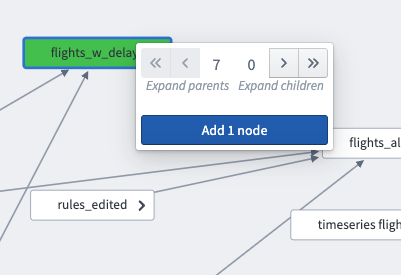 flights_w_delay
7 0
Expand parents Expand children
Add 1 node
flights_al
rules_edited
timeseries fligh